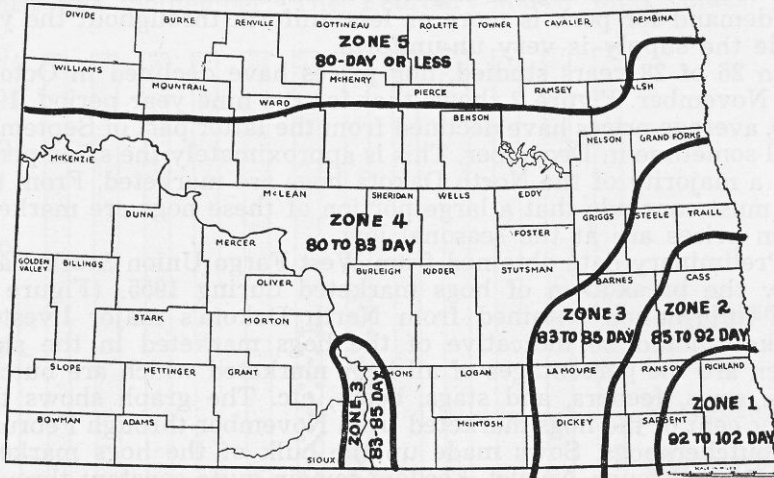 DIVIDE
BURKE
RENVILLE
BOTTINEAU
ROLETTE
TOWNER
CAVALIER
PEMBINA
ZONE 5
80-DAY OR LESS
WILLIAMS
MOUNTRAIL
WARD
McHENRY
PIERCE
RAMSEY
ALSH
BENSON
NELSON
GRAND FORKS
McKENZIE
DUNN
McLEAN
SHERIDAN
WELLS
EDDY
FOSTER
GRIGGS
STEELE
TRAILL
ZONE 4
80 TO 83 DAY
MERCER
GOLDEN
VALLEY
BILLINGS
OLIVER
BURLEIGH
KIDDER
STUTSMAN
BARNES
CASS
STARK
MORTON
ZONE 3
83 TO 85 DAY
ZONE 2
85 TO 92 DAY
SLOPE
HETTINGER
GRANT
MONS
LOGAN
LA MOURE
RANSOM
RICHLAND
ZONE 3
83-85 DAY
BOWMAN
ADAMS
SIOUX
McINTOSH
DICKEY
SARGENT
ZONE 1
92 TO 102 DAY